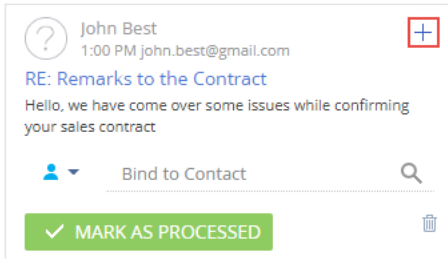 John Best
1:00 PM john.best@gmail.com
RE: Remarks to the Contract
Hello, we have come over some issues while confirming
your sales contract
Bind to Contact
MARK AS PROCESSED